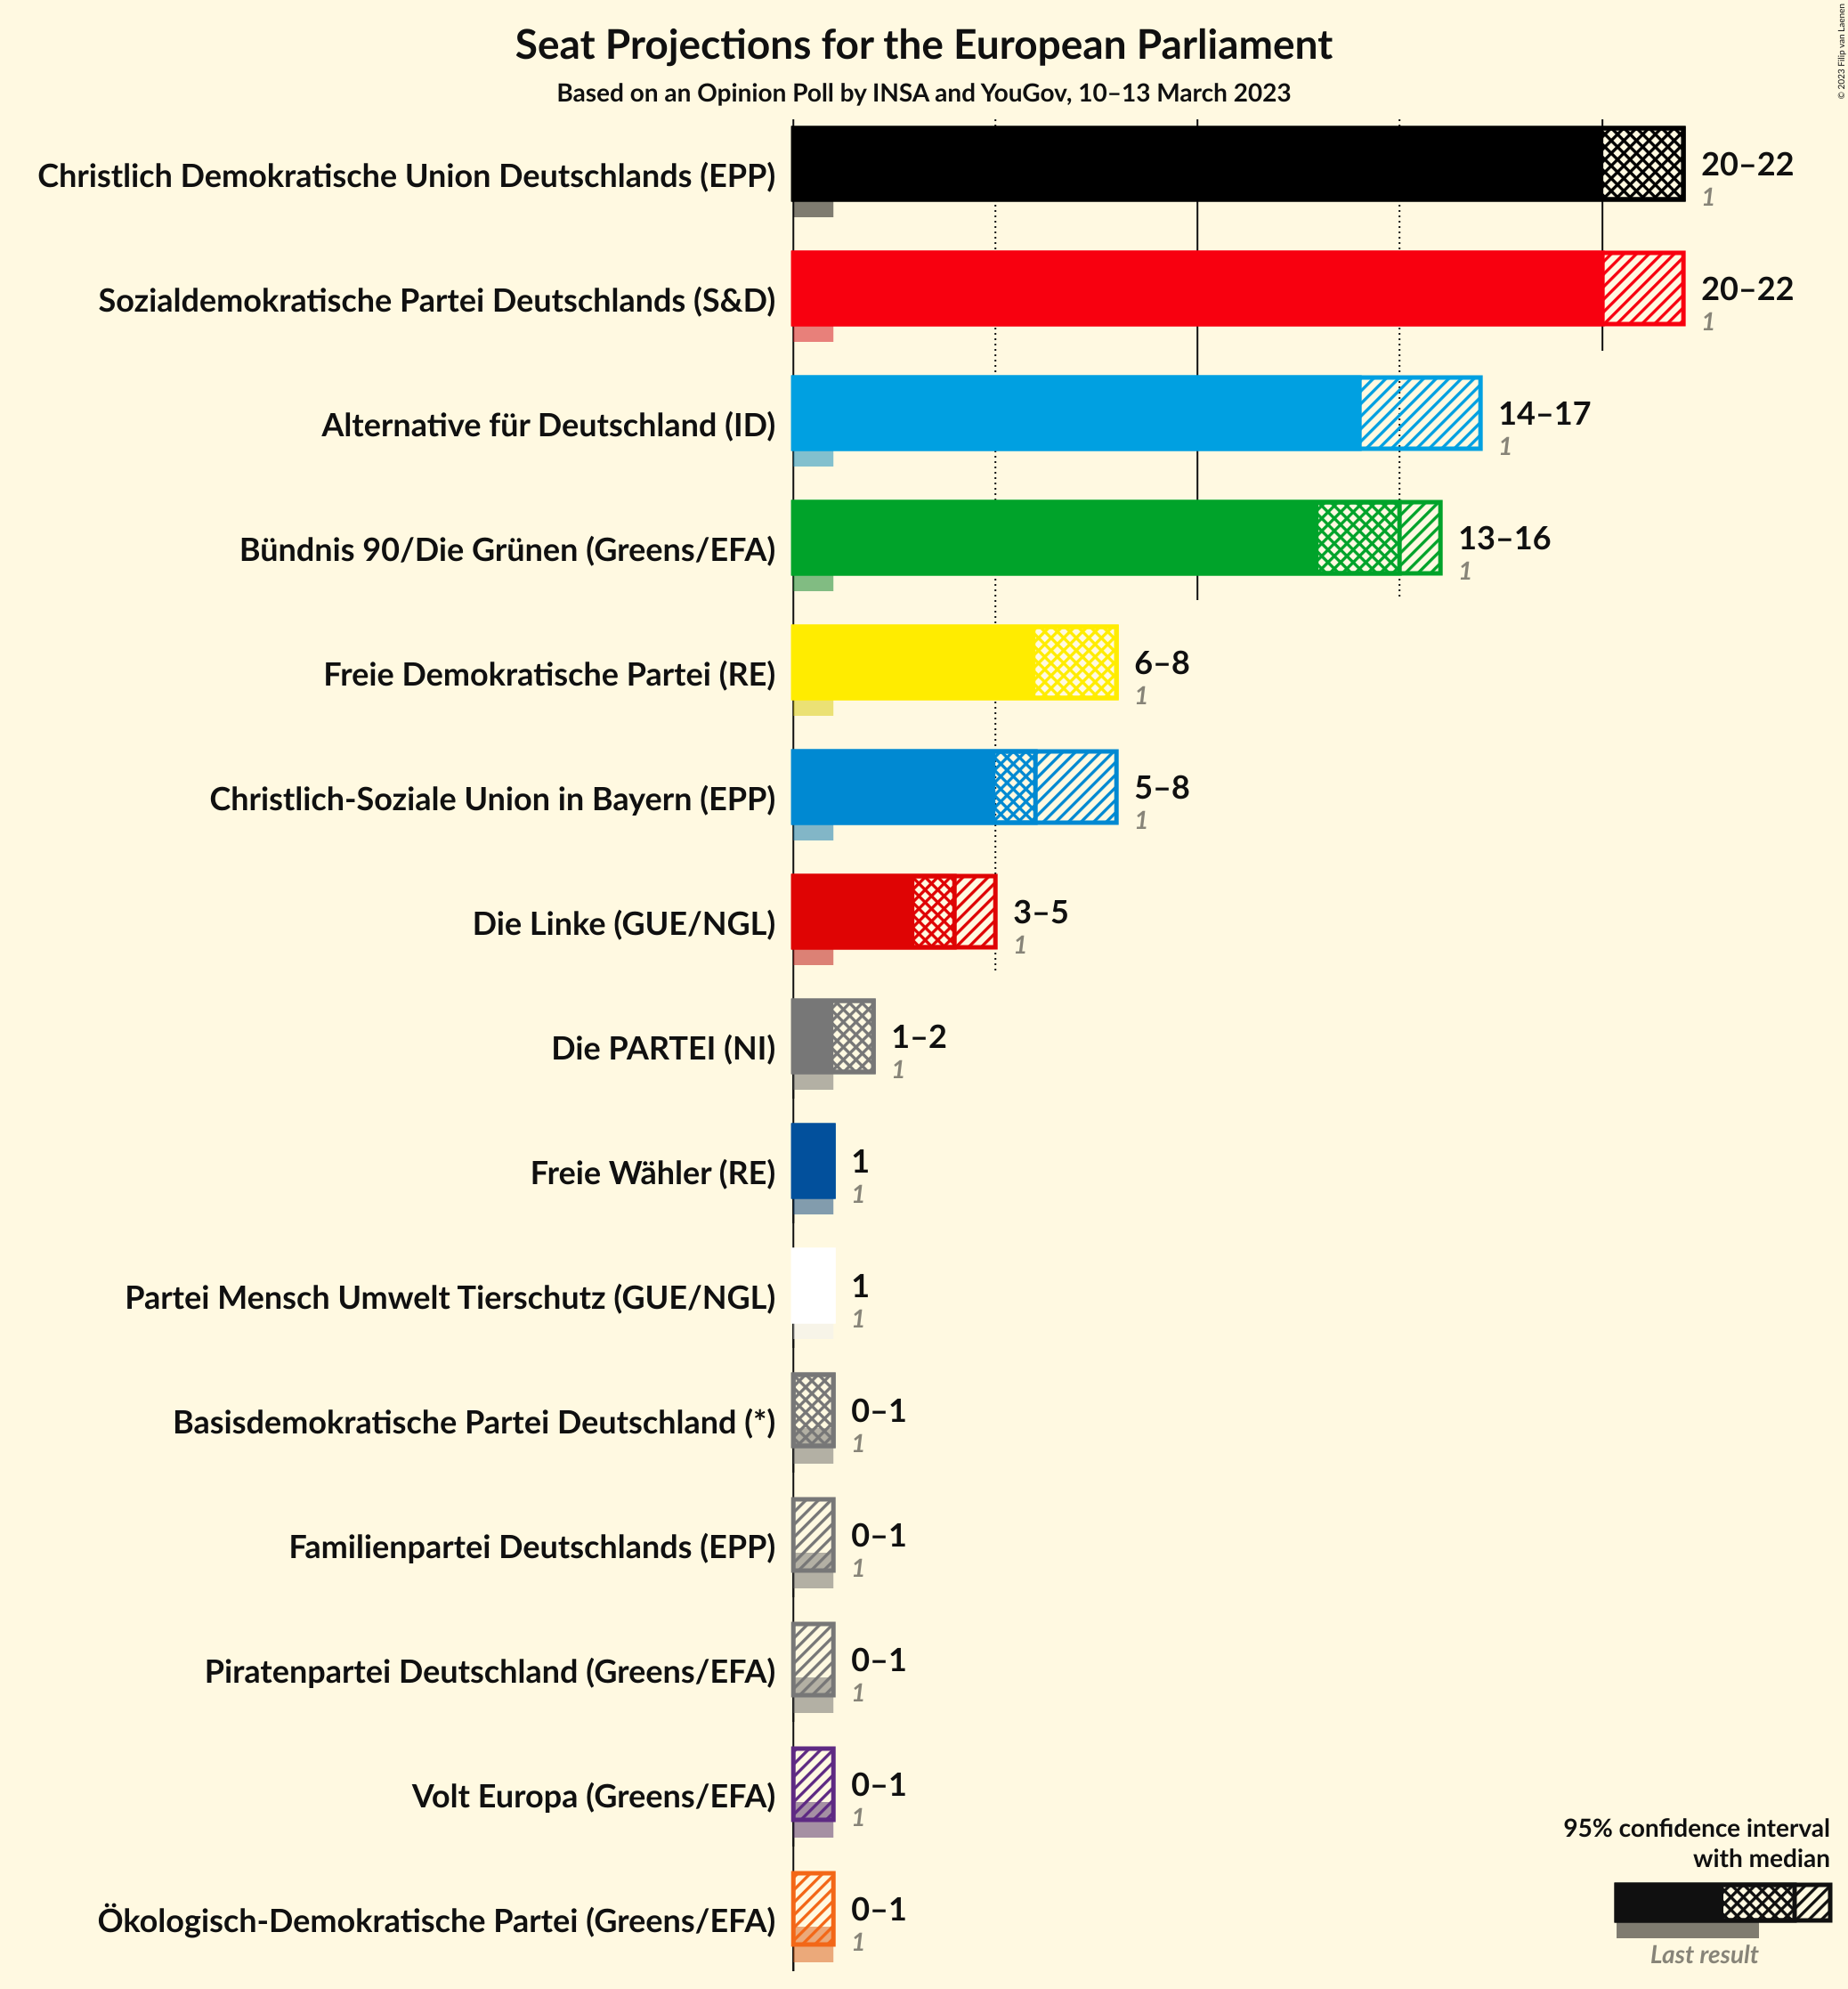 Seat Projections for the European Parliament
Based on an Opinion Poll by INSA and YouGov, 10–13 March 2023
© 2023 Filip van Laenen
Christlich Demokratische Union Deutschlands (EPP)
20–22
1
Sozialdemokratische Partei Deutschlands (S&D)
20–22
1
Alternative für Deutschland (ID)
14–17
1
Bündnis 90/Die Grünen (Greens/EFA)
13–16
1
Freie Demokratische Partei (RE)
6–8
1
Christlich-Soziale Union in Bayern (EPP)
5–8
1
Die Linke (GUE/NGL)
3–5
1
Die PARTEI (NI)
1–2
1
Freie Wähler (RE)
1
1
Partei Mensch Umwelt Tierschutz (GUE/NGL)
1
1
Basisdemokratische Partei Deutschland (*)
0–1
1
Familienpartei Deutschlands (EPP)
0–1
1
Piratenpartei Deutschland (Greens/EFA)
0–1
1
Volt Europa (Greens/EFA)
0–1
1
Ökologisch-Demokratische Partei (Greens/EFA)
0–1
1
95% confidence interval
with median
Last result